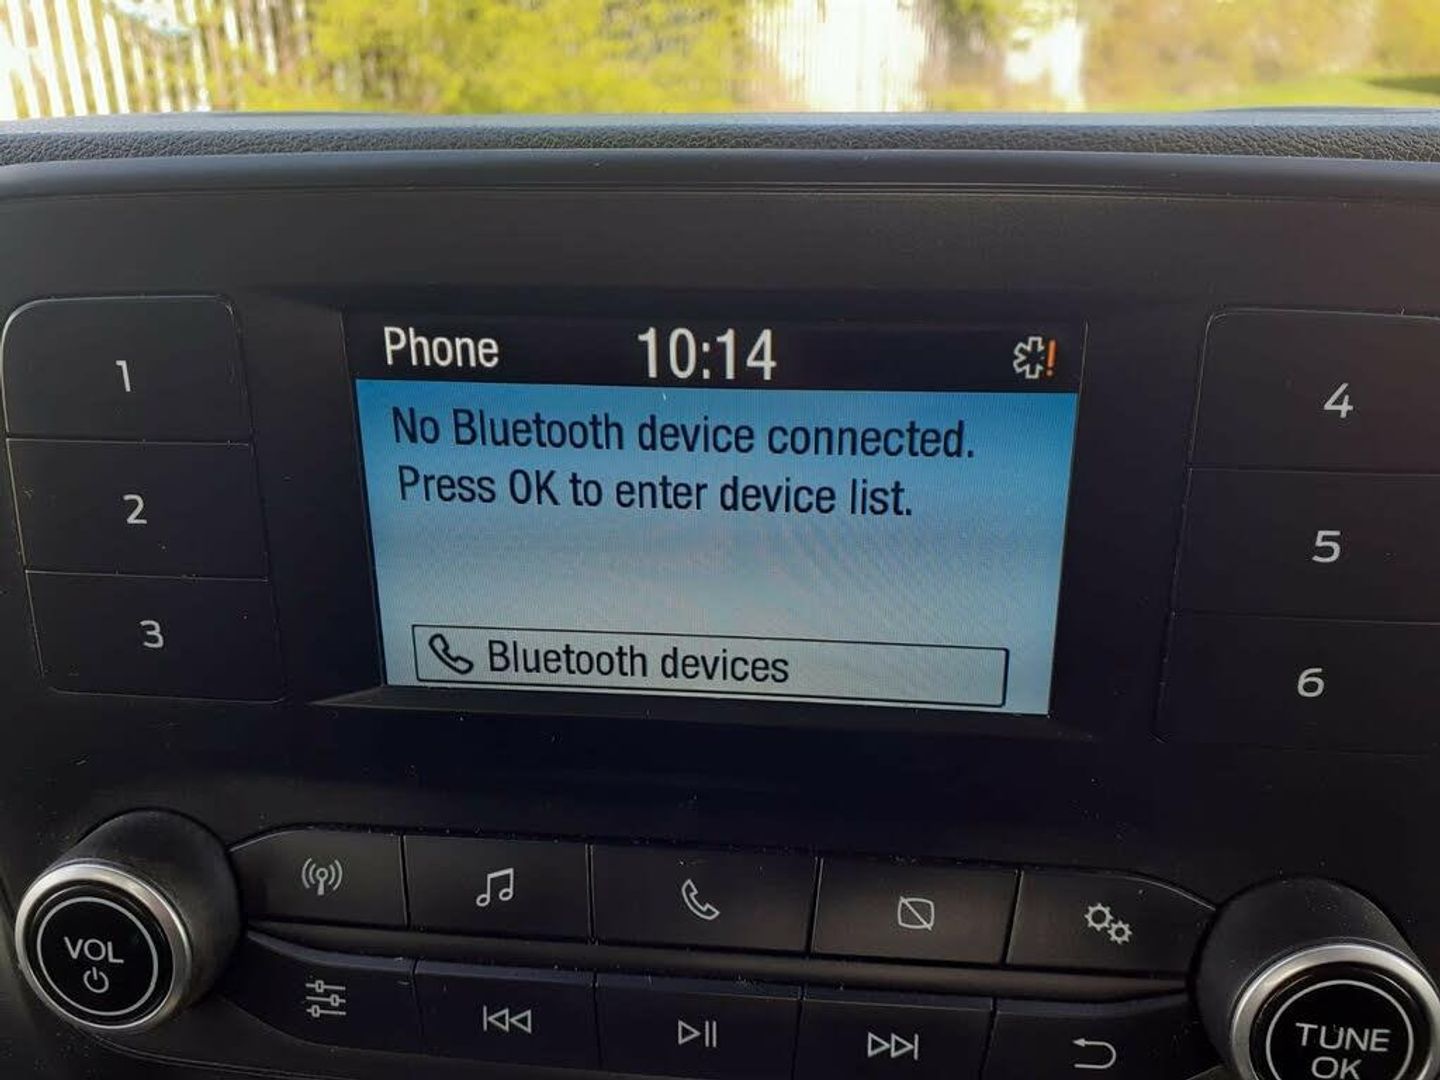 Phone 10:14 !
No Bluetooth device connected.
Press OK to enter device list.
Bluetooth devices
1
2
3
4
5
6
VOL
TUNE
OK